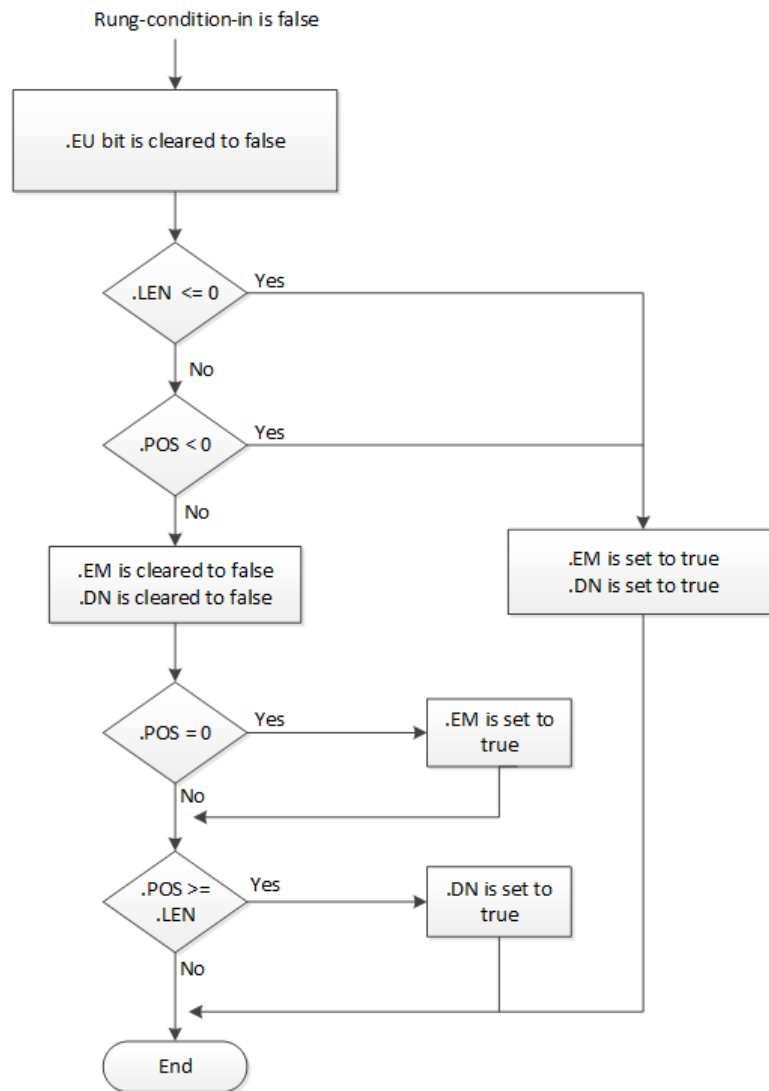 Rung-condition-in is false
.EU bit is cleared to false
.LEN <= 0
Yes
No
.POS < 0
Yes
No
.EM is cleared to false
.DN is cleared to false
.EM is set to true
.DN is set to true
.POS = 0
Yes
.EM is set to
true
No
.POS >=
.LEN
Yes
.DN is set to
true
No
End